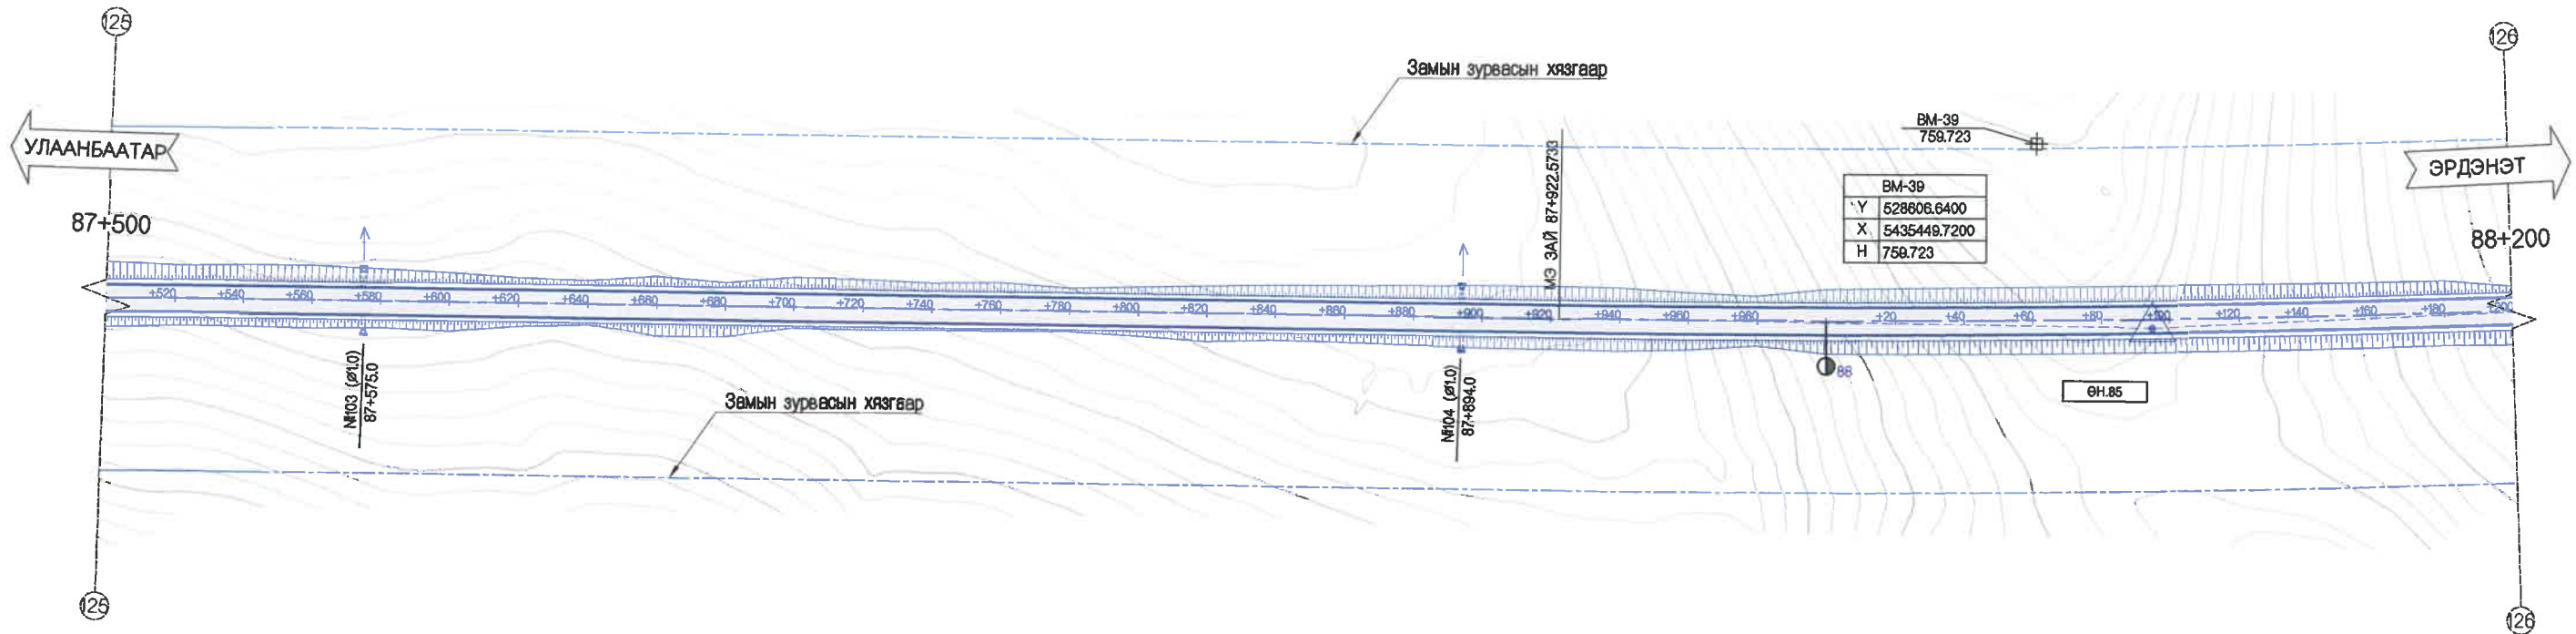 125
126
Замын зурвасын хязгаар
BM-39
759.723
УЛААНБААТАР
ЭРДЭНЭТ
BM-39
Y 528606.6400
X 5435449.7200
H 759.723
МЭ ЗАЙ 87+922.5733
87+500
88+200
+520 +540 +560 +580 +600 +620 +640 +660 +680 +700 +720 +740 +760 +780 +800 +820 +840 +860 +880 +900 +920 +940 +960 +980 +20 +40 +60 +80 +100 +120 +140 +160 +180 +200
88
№103 (ø1.0)
87+575.0
№104 (ø1.0)
87+894.0
ӨН.85
Замын зурвасын хязгаар
125
126